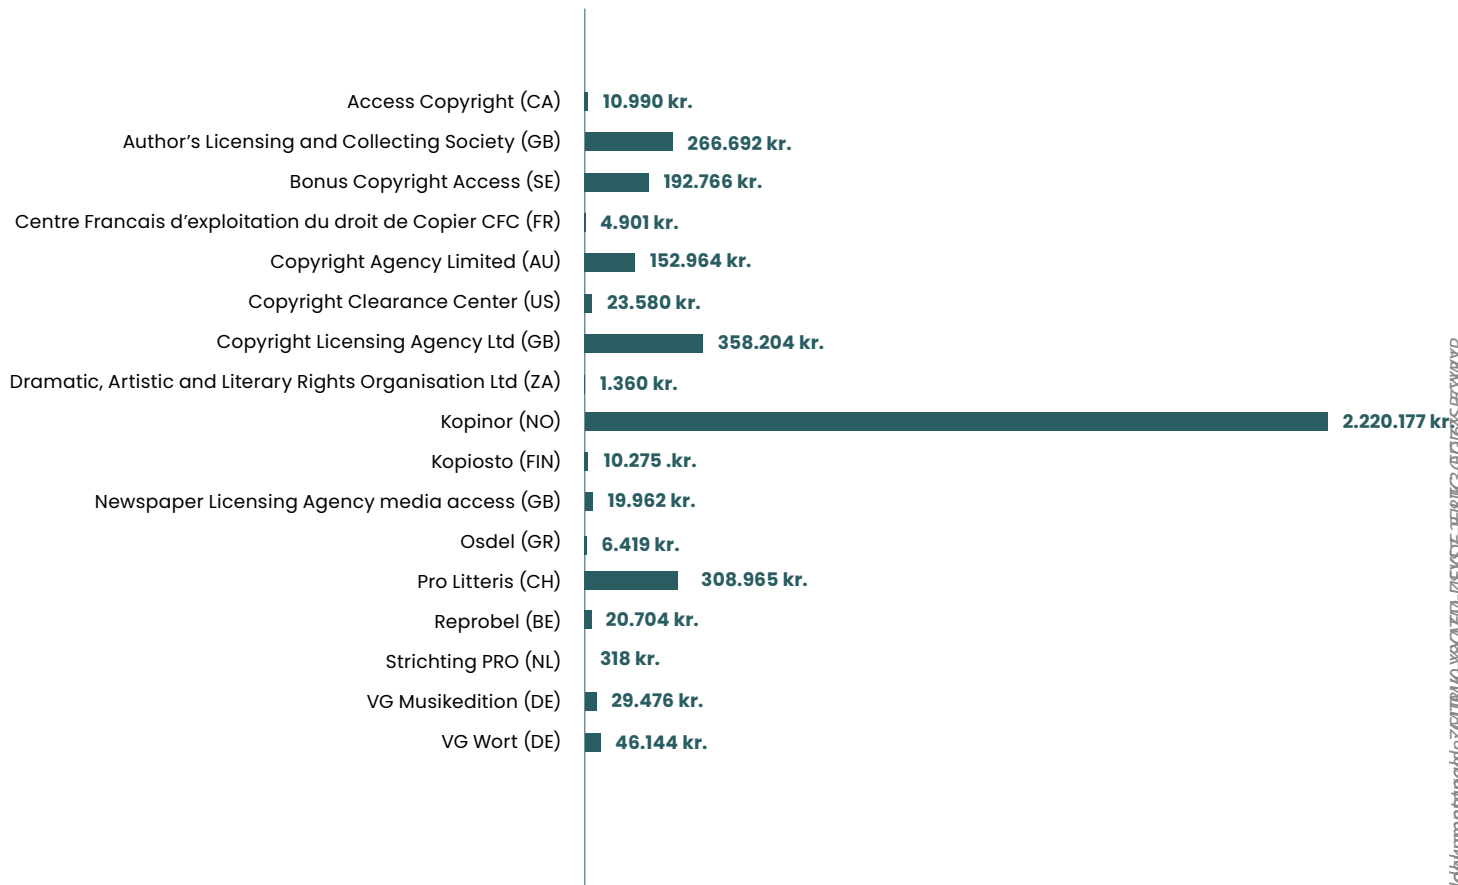 Access Copyright (CA) 10.990 kr.
Author’s Licensing and Collecting Society (GB) 266.692 kr.
Bonus Copyright Access (SE) 192.766 kr.
Centre Francais d’exploitation du droit de Copier CFC (FR) 4.901 kr.
Copyright Agency Limited (AU) 152.964 kr.
Copyright Clearance Center (US) 23.580 kr.
Copyright Licensing Agency Ltd (GB) 358.204 kr.
Dramatic, Artistic and Literary Rights Organisation Ltd (ZA) 1.360 kr.
Kopinor (NO) 2.220.177 kr.
Kopiosto (FIN) 10.275 .kr.
Newspaper Licensing Agency media access (GB) 19.962 kr.
Osdel (GR) 6.419 kr.
Pro Litteris (CH) 308.965 kr.
Reprobel (BE) 20.704 kr.
Strichting PRO (NL) 318 kr.
VG Musikedition (DE) 29.476 kr.
VG Wort (DE) 46.144 kr.